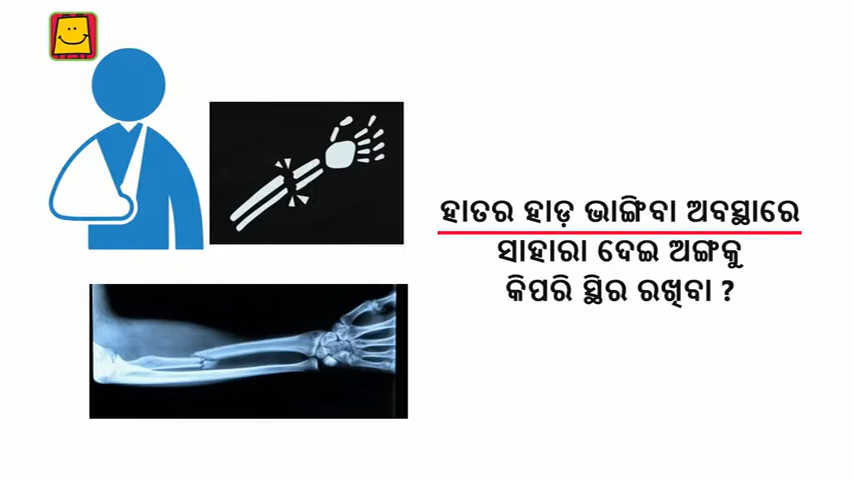 ହାତର ହାଡ଼ ଭାଙ୍ଗିବା ଅବସ୍ଥାରେ
ସାହାରା ଦେଇ ଅଙ୍ଗକୁ
କିପରି ସ୍ଥିର ରଖିବା ?